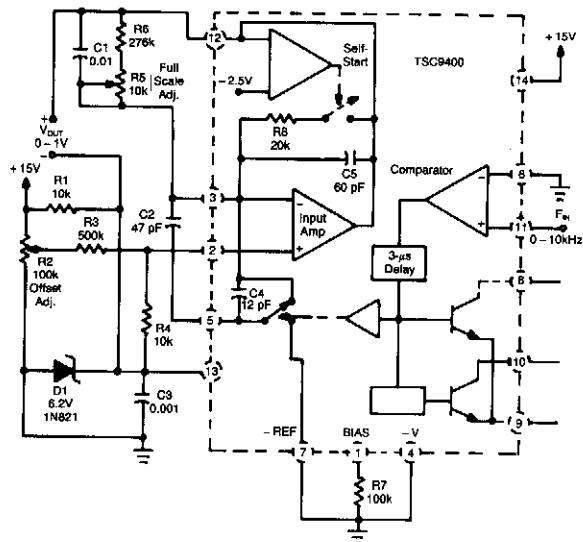 R6
276k
C1
0.01
R5
10k
Full
Scale
Adj.
+
VOUT
0–1V
–
+15V
R1
10k
R3
500k
R2
100k
Offset
Adj.
C2
47 pF
R4
10k
D1
6.2V
1N821
C3
0.001
12
3
2
5
13
–2.5V
Self-
Start
TSC9400
+15V
14
R8
20k
C5
60 pF
–
Input
Amp
+
C4
12 pF
Comparator
–
+
6
11
FIN
0–10kHz
3-µs
Delay
8
10
9
– REF
BIAS
–V
7
1
4
R7
100k